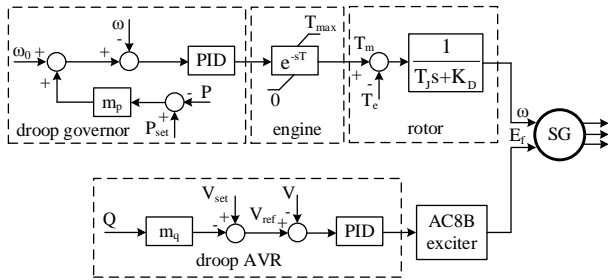 ω
T_max
ω_0 + + -
+
PID
e^{-sT}
T_m
+
-
T_e
1
T_J s+K_D
m_p
- P
+
P_set
0
droop governor
engine
rotor
ω
E_f
SG
V_set
V
Q
m_q
- +
V_ref
+ -
PID
AC8B
exciter
droop AVR